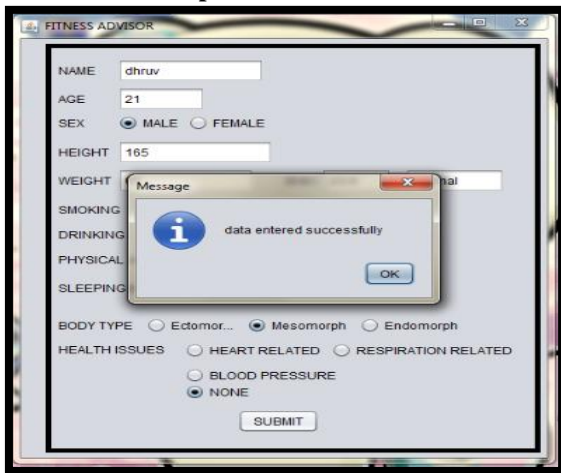 FITNESS ADVISOR
NAME dhruv
AGE 21
SEX MALE FEMALE
HEIGHT 165
WEIGHT
Message
SMOKING
data entered successfully
DRINKING
PHYSICAL
OK
SLEEPING
BODY TYPE Ectomor... Mesomorph Endomorph
HEALTH ISSUES HEART RELATED RESPIRATION RELATED
BLOOD PRESSURE
NONE
SUBMIT